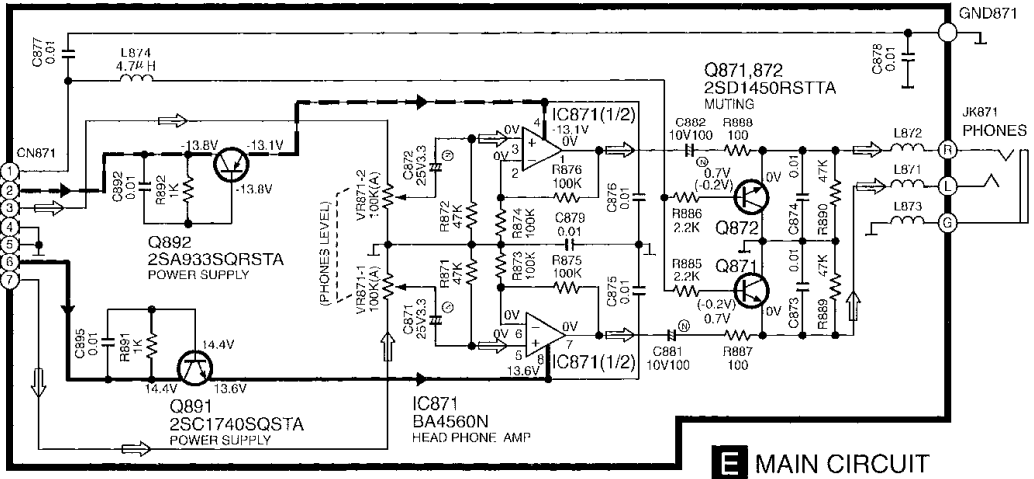 GND871
C877
0.01
L874
4.7μH
C878
0.01
Q871,872
2SD1450RSTTA
MUTING
JK871
PHONES
IC871(1/2)
C882
10V100
R888
100
L872
R
CN871
1
2
3
4
5
6
7
-13.8V
-13.1V
-13.8V
C892
0.01
R892
1K
Q892
2SA933SQRSTA
POWER SUPPLY
(PHONES LEVEL)
VR871-2
100K(A)
VR871-1
100K(A)
C872
25V3.3
N
R872
47K
0V
0V
4
-13.1V
+
3
−
2
0V
1
R876
100K
R874
100K
C879
0.01
C876
0.01
N
0.7V
(-0.2V)
0V
R886
2.2K
Q872
C874
0.01
R890
47K
L871
L
L873
G
C871
25V3.3
N
R871
47K
R873
100K
R875
100K
C875
0.01
R885
2.2K
Q871
(-0.2V)
0.7V
0V
C873
0.01
R889
47K
0V
−
6
+
5
0V
8
13.6V
0V
7
IC871(1/2)
N
C881
10V100
R887
100
C895
0.01
R891
1K
14.4V
14.4V
13.6V
Q891
2SC1740SQSTA
POWER SUPPLY
IC871
BA4560N
HEAD PHONE AMP
E MAIN CIRCUIT